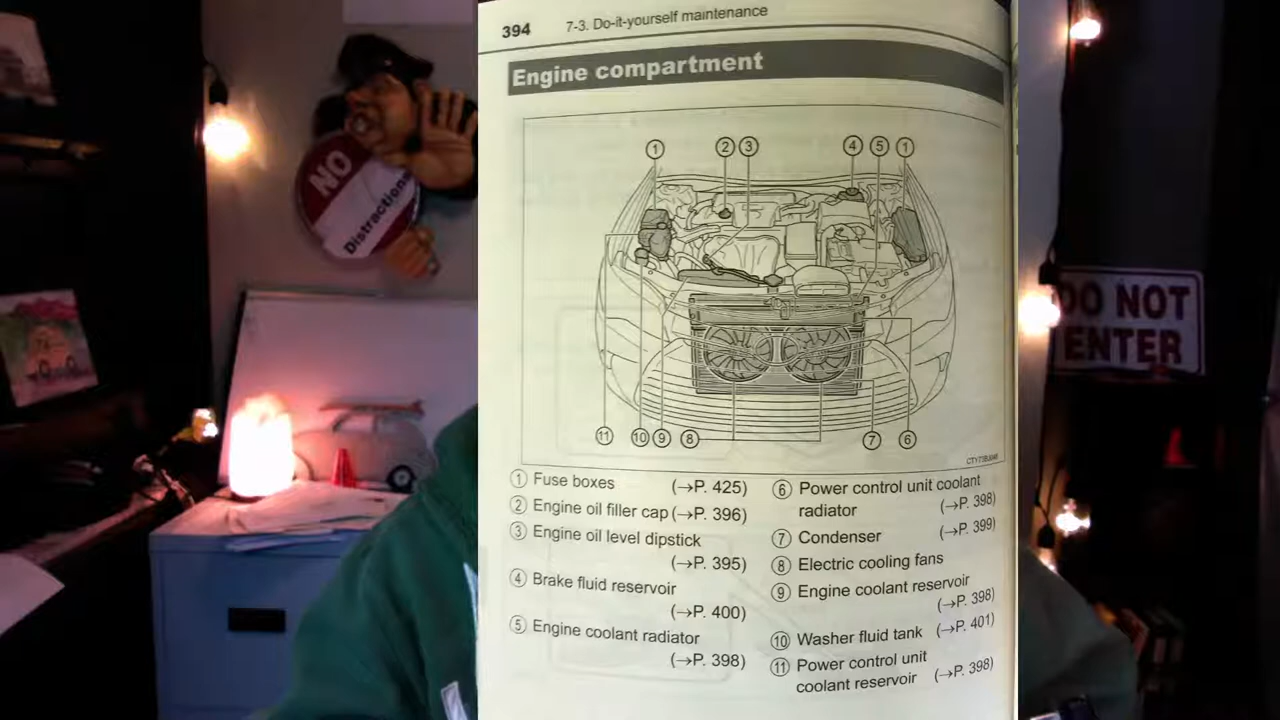 NO
Distractions
DO NOT
ENTER
394 7-3. Do-it-yourself maintenance
Engine compartment
1 2 3 4 5 1
11 10 9 8 7 6
① Fuse boxes (→P. 425)
② Engine oil filler cap (→P. 396)
③ Engine oil level dipstick
(→P. 395)
④ Brake fluid reservoir
(→P. 400)
⑤ Engine coolant radiator
(→P. 398)
⑥ Power control unit coolant
radiator (→P. 398)
⑦ Condenser (→P. 399)
⑧ Electric cooling fans
⑨ Engine coolant reservoir
(→P. 398)
⑩ Washer fluid tank (→P. 401)
⑪ Power control unit
coolant reservoir (→P. 398)